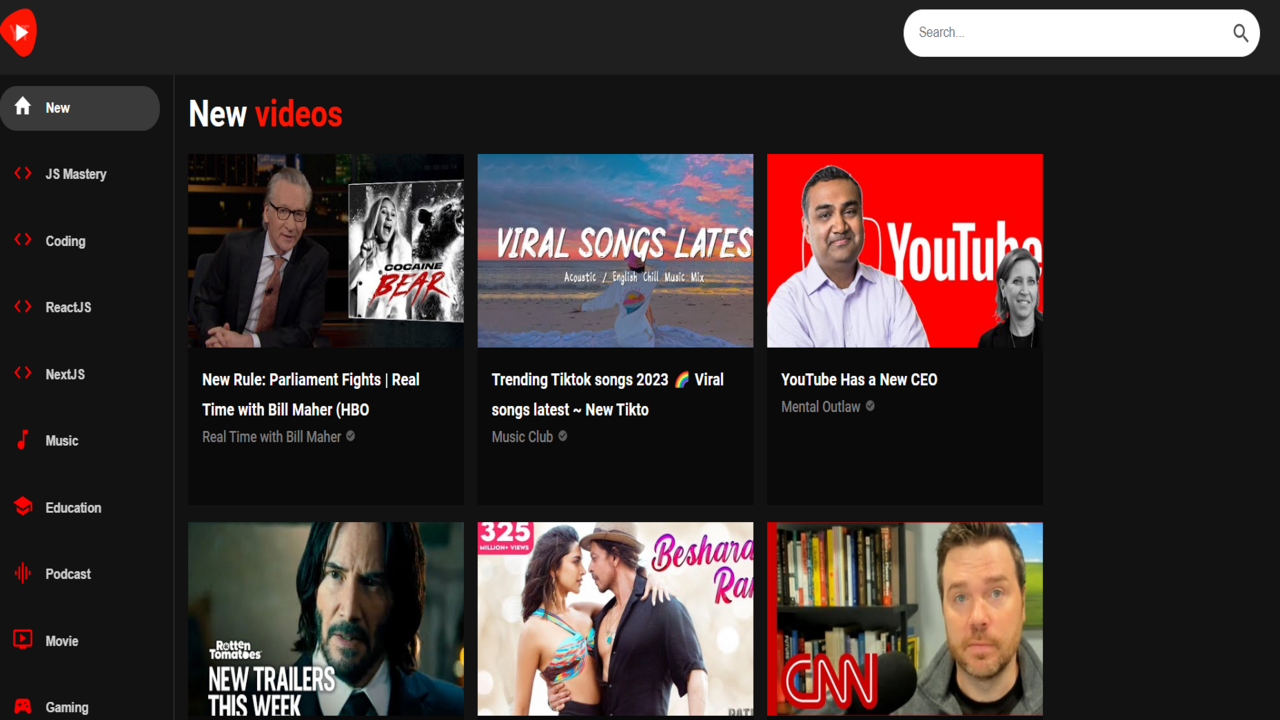 Search...
New
JS Mastery
Coding
ReactJS
NextJS
Music
Education
Podcast
Movie
Gaming
New videos
COCAINE
BEAR
New Rule: Parliament Fights | Real
Time with Bill Maher (HBO
Real Time with Bill Maher
VIRAL SONGS LATES
Acoustic / English Chill Music Mix
Trending Tiktok songs 2023 🌈 Viral
songs latest ~ New Tikto
Music Club
YouTube
YouTube Has a New CEO
Mental Outlaw
Rotten
Tomatoes
NEW TRAILERS
THIS WEEK
325
MILLION+ VIEWS
Beshara
Ra
CNN